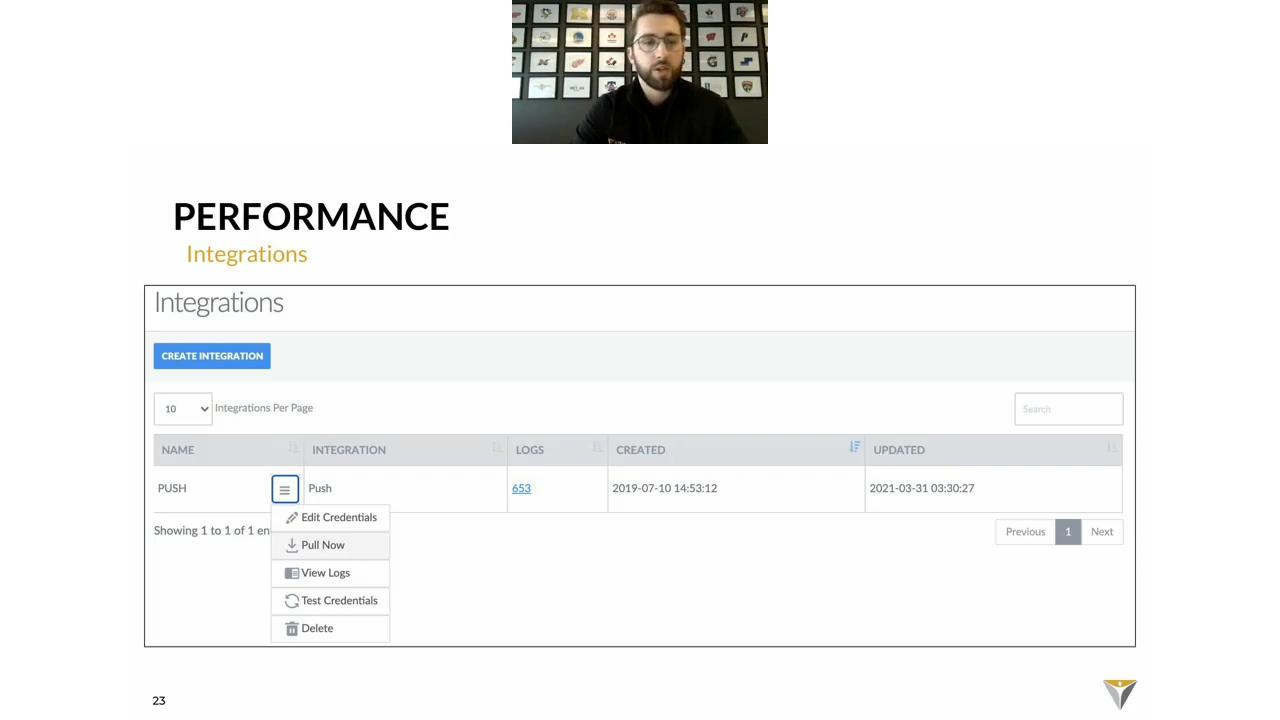 PERFORMANCE
Integrations
Integrations
CREATE INTEGRATION
10 Integrations Per Page Search
NAME INTEGRATION LOGS CREATED UPDATED
PUSH Push 653 2019-07-10 14:53:12 2021-03-31 03:30:27
Showing 1 to 1 of 1 en Previous 1 Next
Edit Credentials
Pull Now
View Logs
Test Credentials
Delete
23